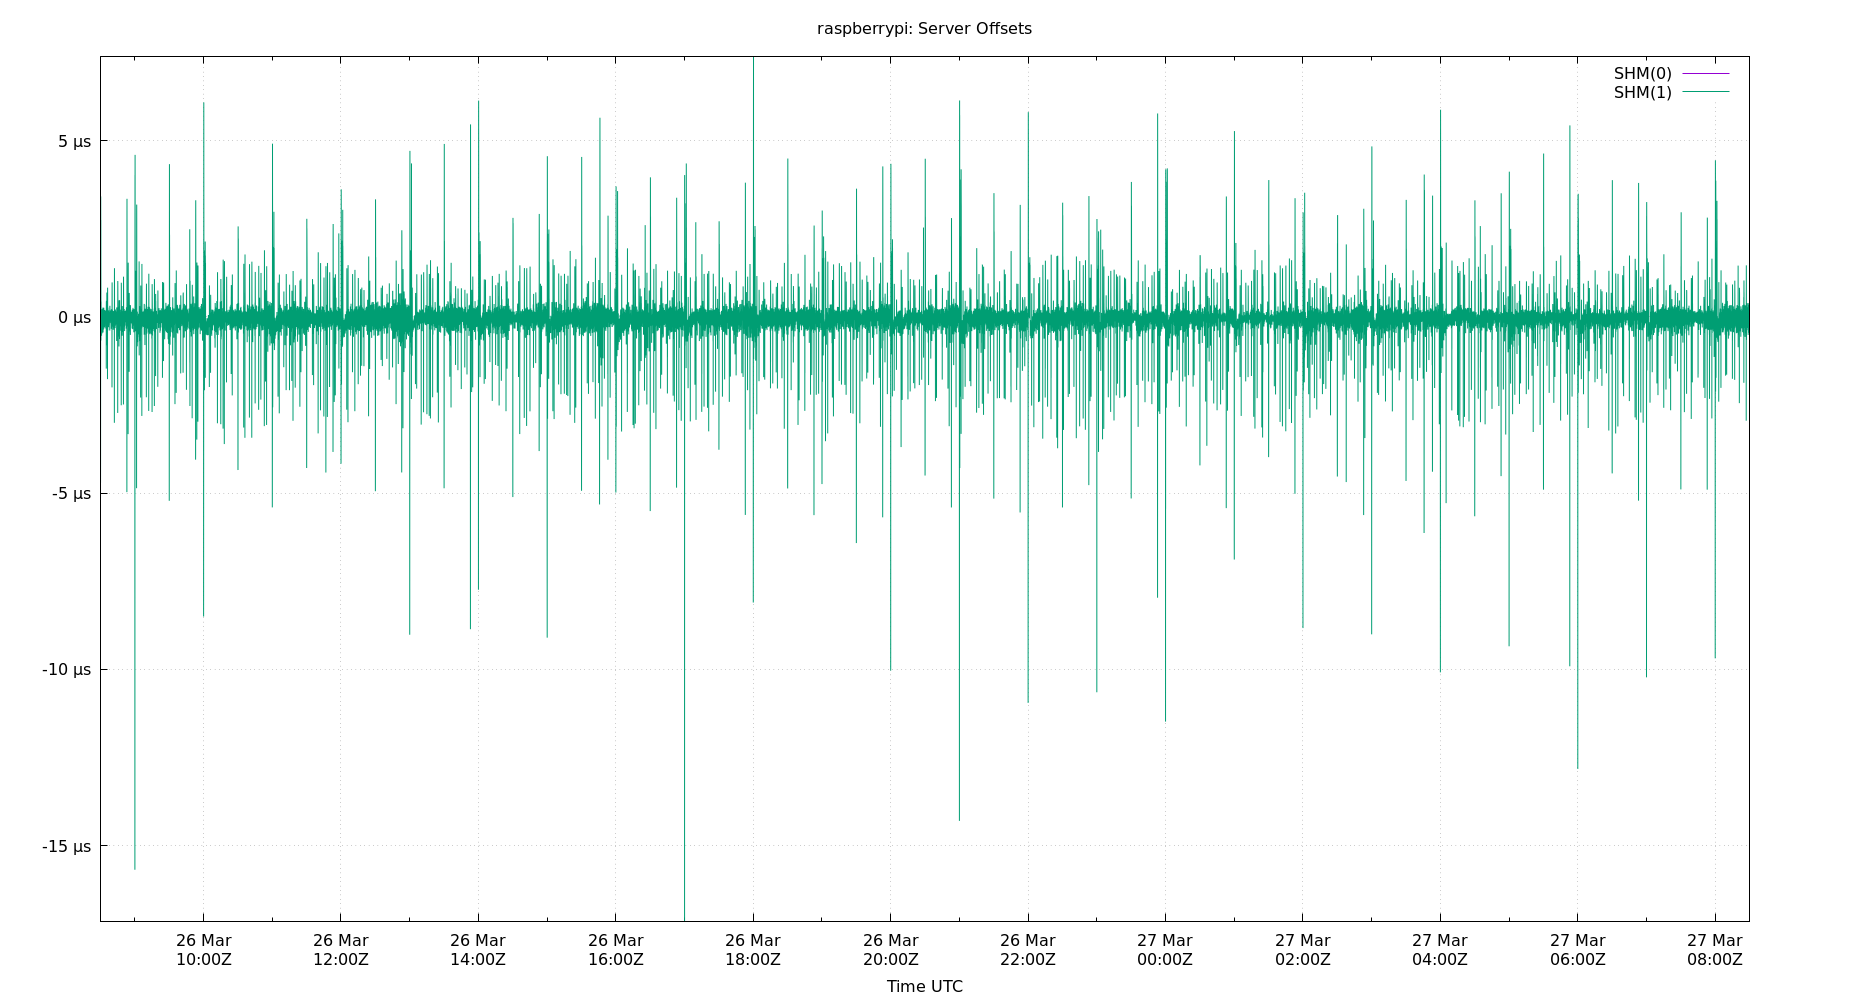 raspberrypi: Server Offsets
SHM(0)
SHM(1)
5 µs
0 µs
-5 µs
-10 µs
-15 µs
26 Mar 26 Mar 26 Mar 26 Mar 26 Mar 26 Mar 26 Mar 27 Mar 27 Mar 27 Mar 27 Mar 27 Mar
10:00Z 12:00Z 14:00Z 16:00Z 18:00Z 20:00Z 22:00Z 00:00Z 02:00Z 04:00Z 06:00Z 08:00Z
Time UTC